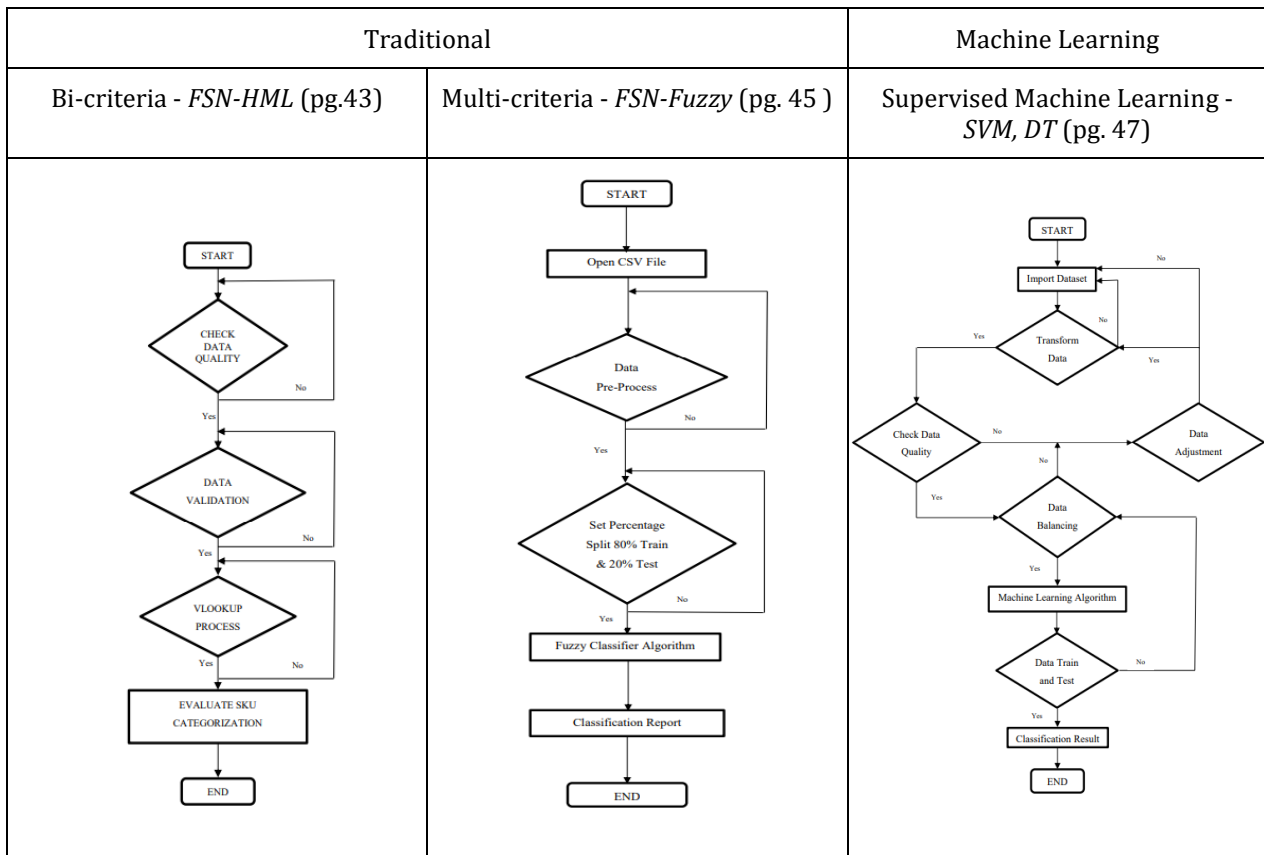 Traditional
Machine Learning
Bi-criteria - FSN-HML (pg.43)
Multi-criteria - FSN-Fuzzy (pg. 45 )
Supervised Machine Learning -
SVM, DT (pg. 47)
START
CHECK
DATA
QUALITY
No
Yes
DATA
VALIDATION
No
Yes
VLOOKUP
PROCESS
Yes
No
EVALUATE SKU
CATEGORIZATION
END
START
Open CSV File
Data
Pre-Process
No
Yes
Set Percentage
Split 80% Train
& 20% Test
No
Yes
Fuzzy Classifier Algorithm
Classification Report
END
START
No
Import Dataset
No
Yes
Transform
Data
Yes
Check Data
Quality
No
Data
Adjustment
No
Yes
Data
Balancing
Yes
Machine Learning Algorithm
Data Train
and Test
No
Yes
Classification Result
END